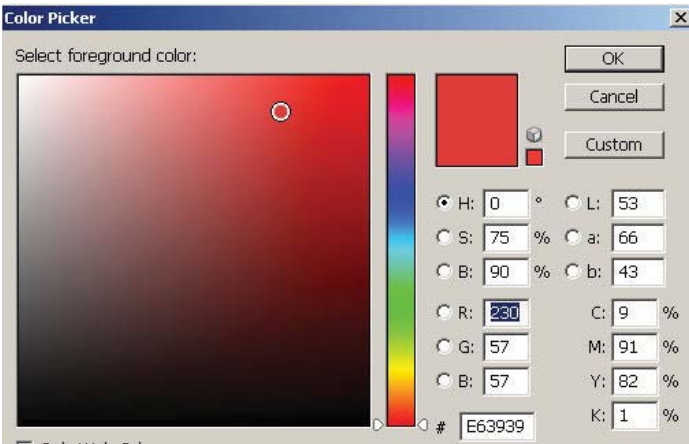 Color Picker
Select foreground color:
OK
Cancel
Custom
H: 0 ° L: 53
S: 75 % a: 66
B: 90 % b: 43
R: 230 C: 9 %
G: 57 M: 91 %
B: 57 Y: 82 %
# E63939 K: 1 %